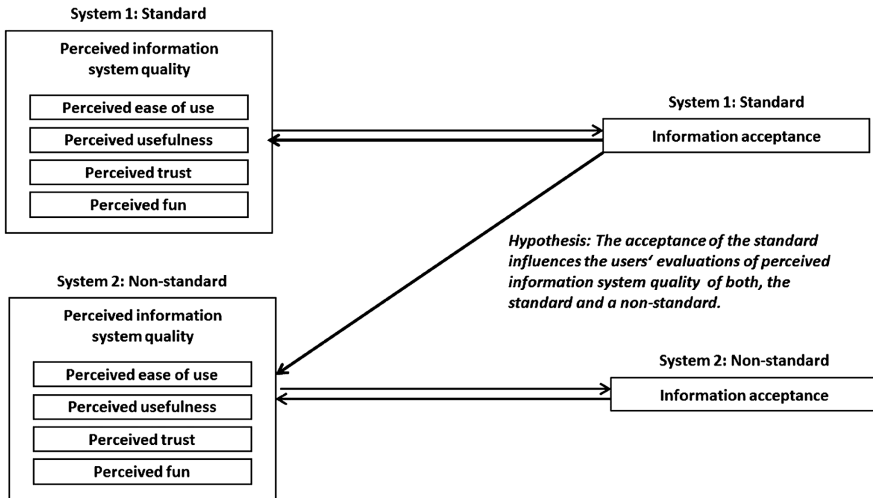 System 1: Standard
Perceived information
system quality
Perceived ease of use
Perceived usefulness
Perceived trust
Perceived fun
System 1: Standard
Information acceptance
Hypothesis: The acceptance of the standard
influences the users‘ evaluations of perceived
information system quality of both, the
standard and a non-standard.
System 2: Non-standard
Perceived information
system quality
Perceived ease of use
Perceived usefulness
Perceived trust
Perceived fun
System 2: Non-standard
Information acceptance